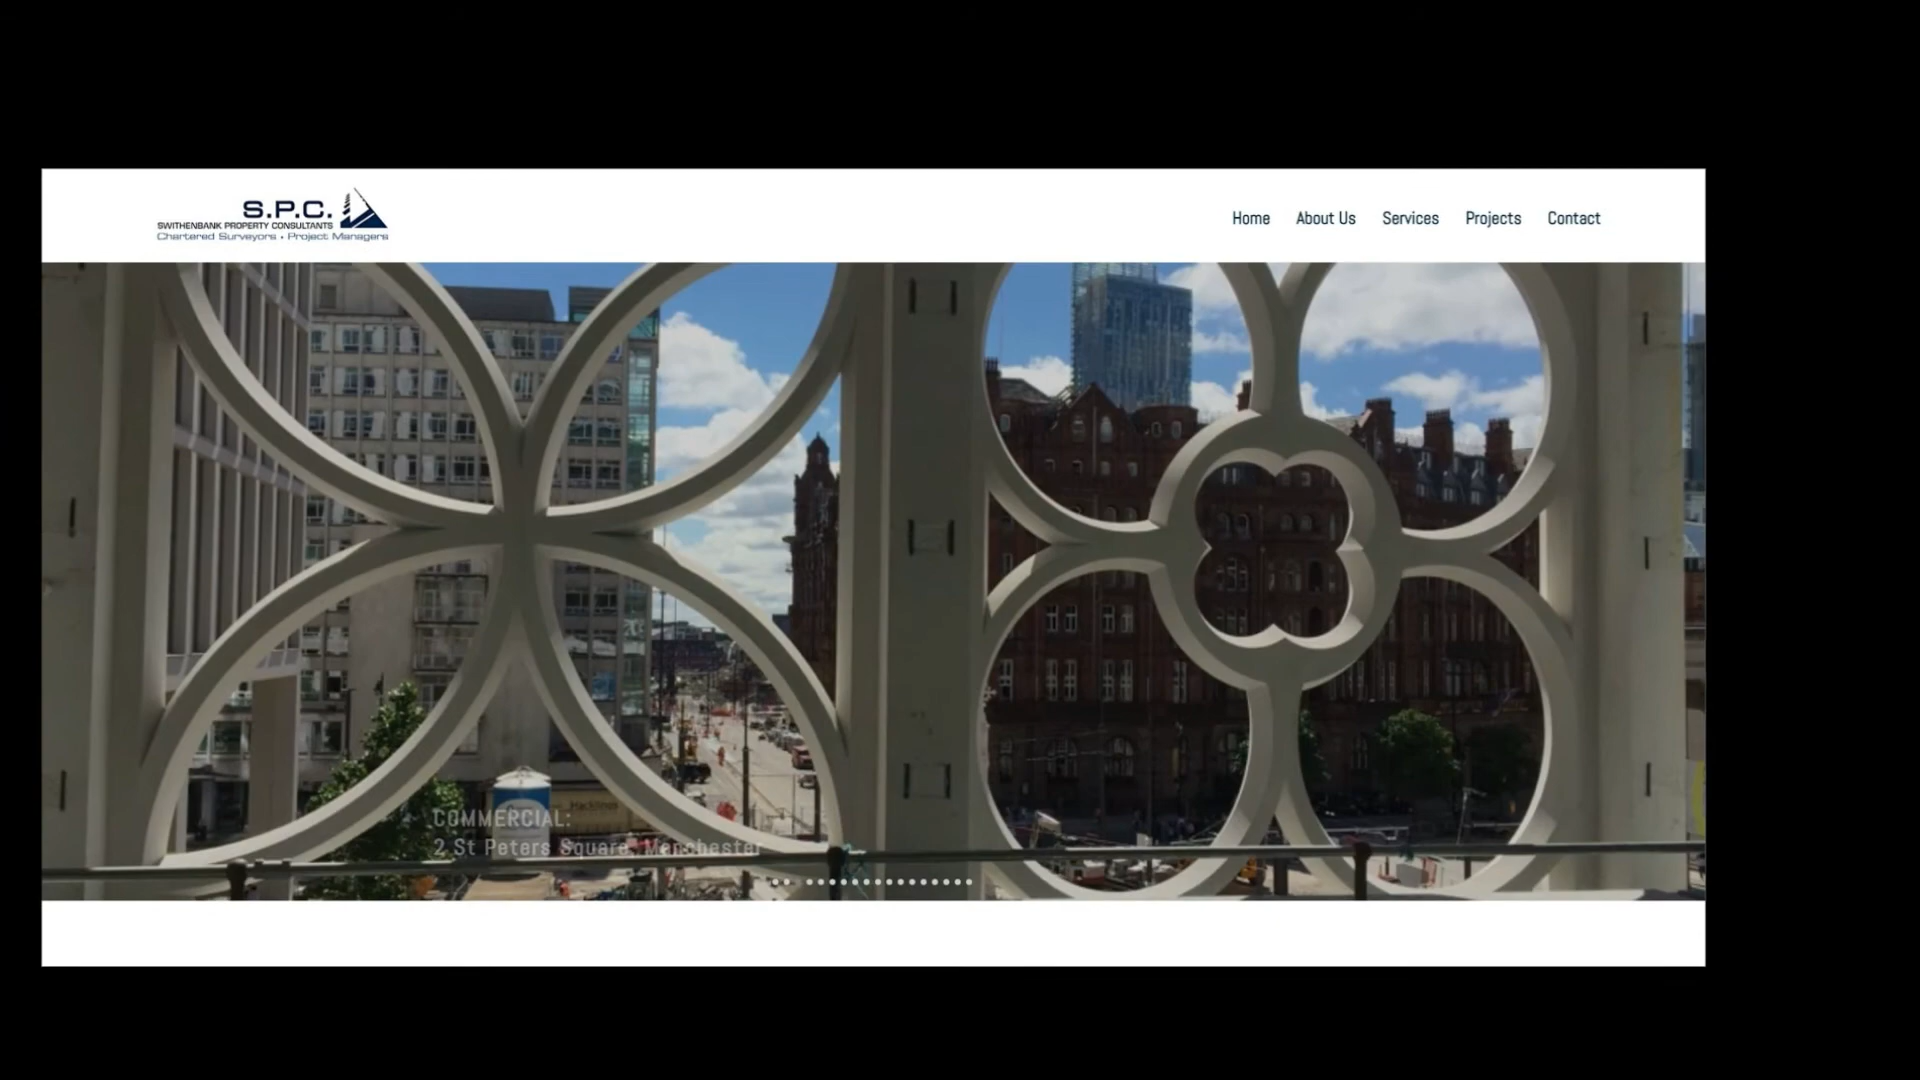 S.P.C.
SWITHENBANK PROPERTY CONSULTANTS
Chartered Surveyors • Project Managers
Home About Us Services Projects Contact
COMMERCIAL:
2 St Peters Square, Manchester